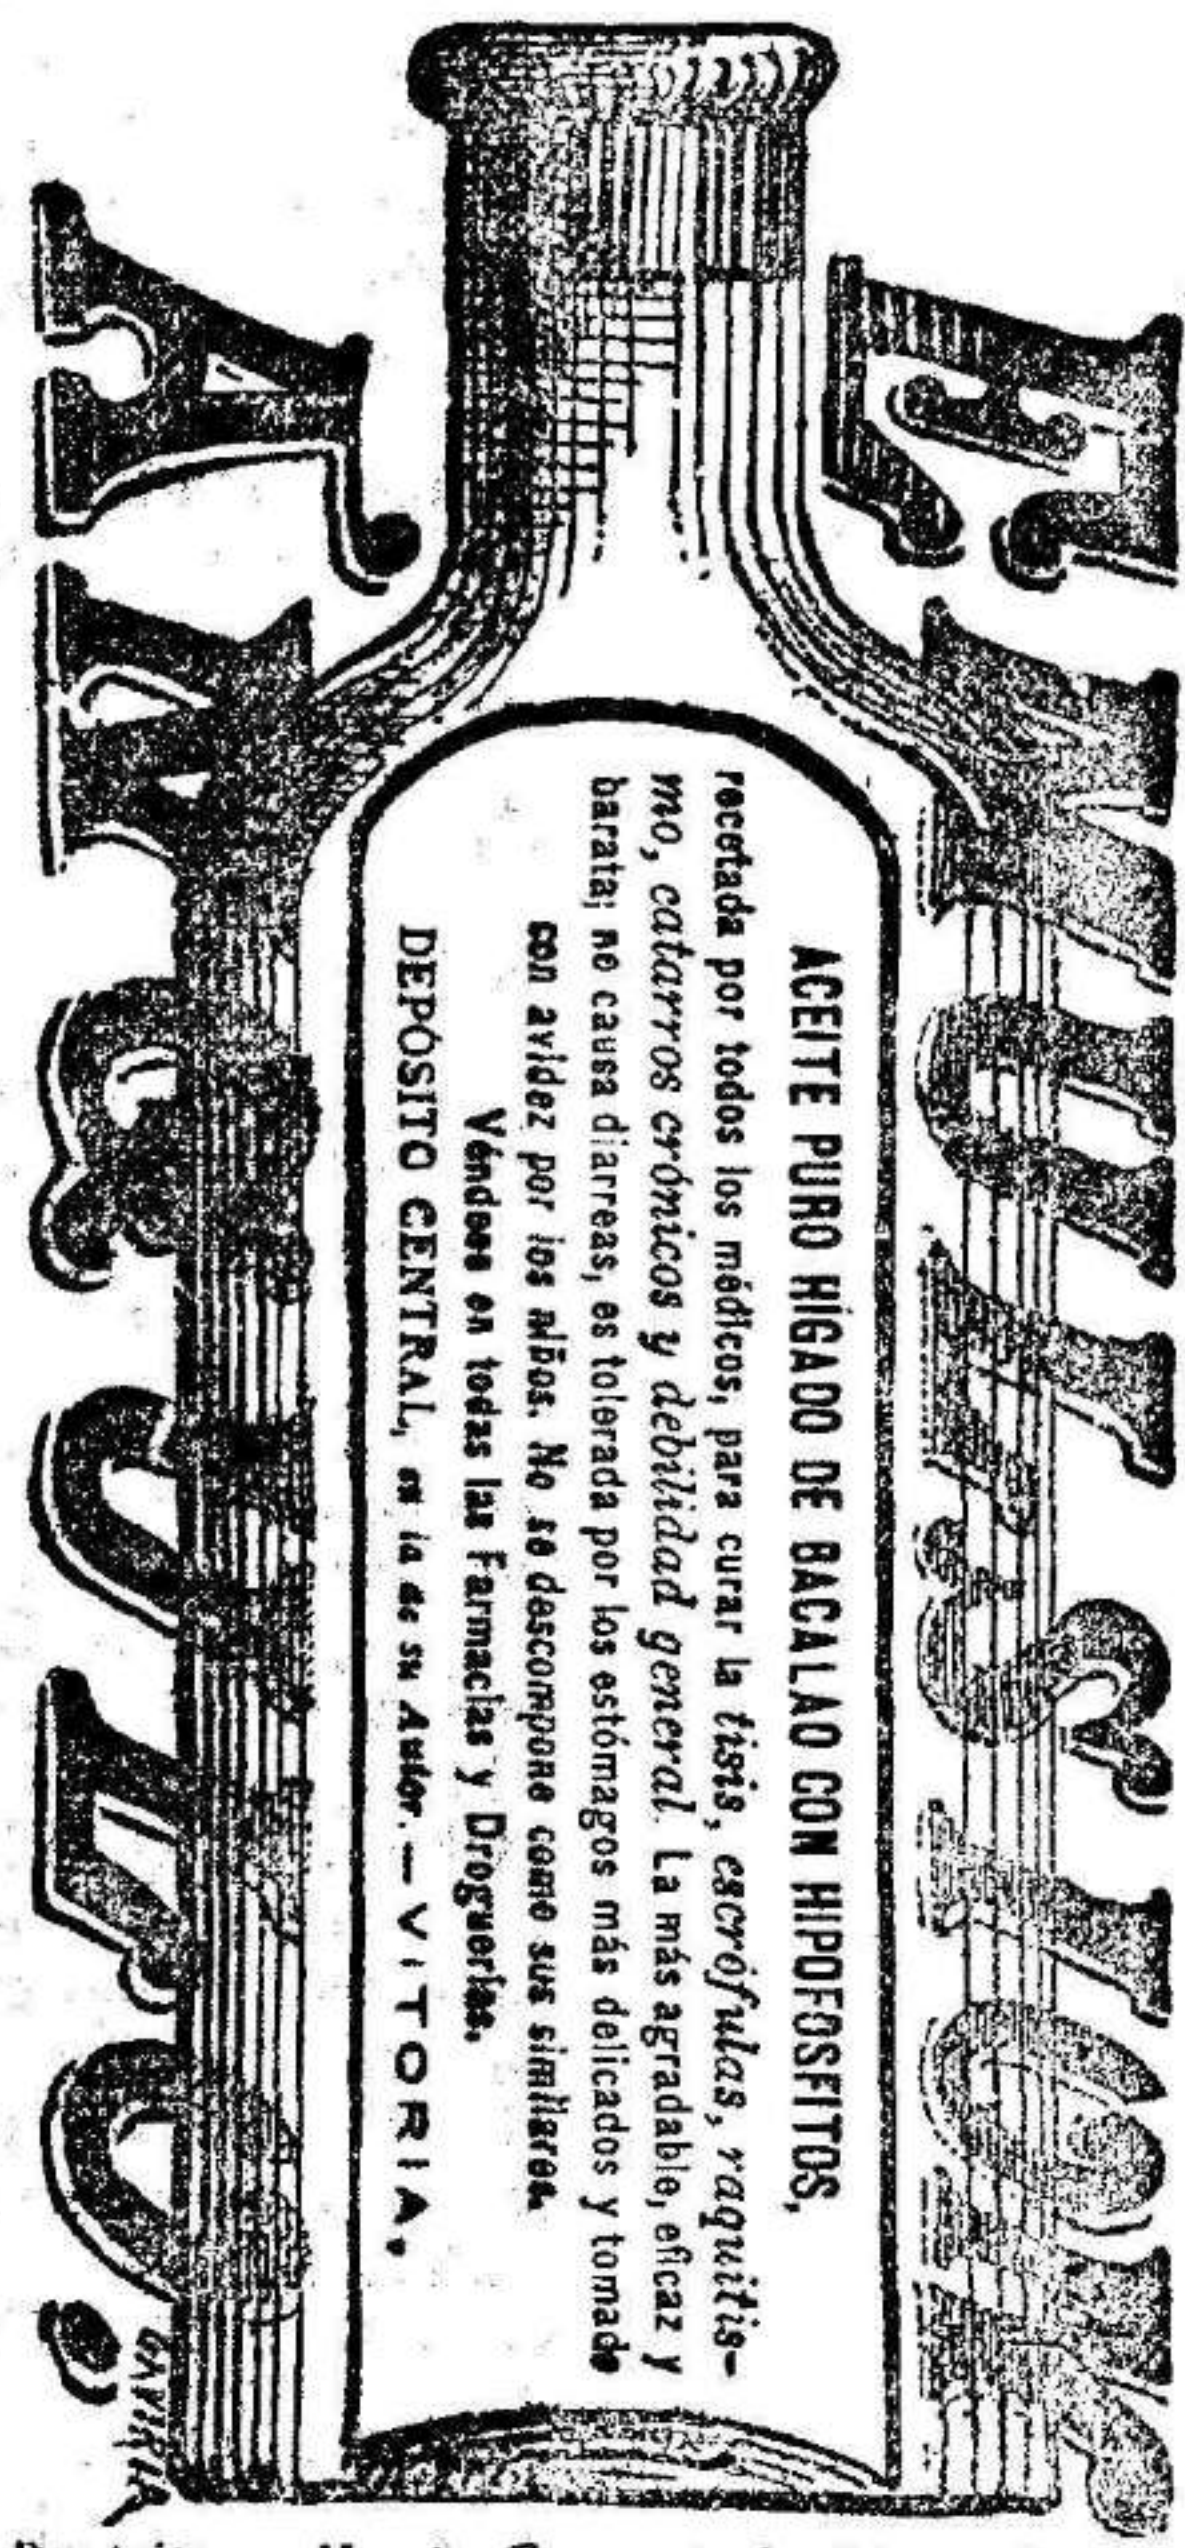 EMULSIÓN
ACEITE PURO HÍGADO DE BACALAO CON HIPOFOSFITOS,
recetada por todos los médicos, para curar la tisis, escrófulas, raquitis-
mo, catarros crónicos y debilidad general. La más agradable, eficaz y
barata; no causa diarreas, es tolerada por los estómagos más delicados y tomada
con avidez por los niños. No se descompone como sus similares.
Véndese en todas las Farmacias y Droguerías.
DEPÓSITO CENTRAL, en la de su Autor.—VITORIA.